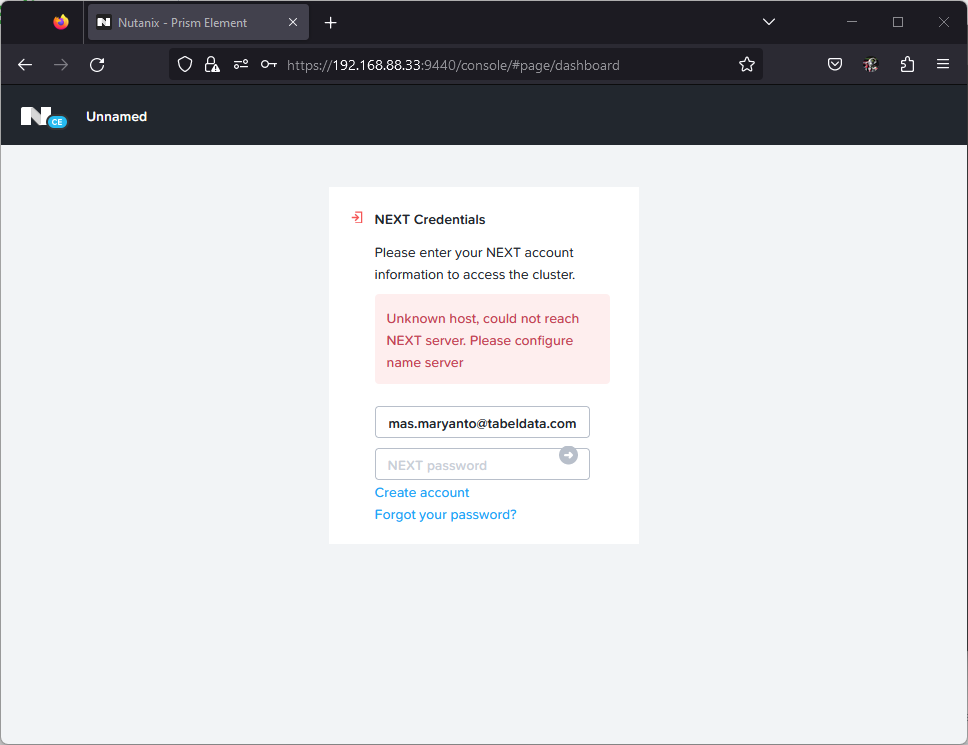 Nutanix - Prism Element
https://192.168.88.33:9440/console/#page/dashboard
N CE Unnamed
NEXT Credentials
Please enter your NEXT account
information to access the cluster.
Unknown host, could not reach
NEXT server. Please configure
name server
mas.maryanto@tabeldata.com
NEXT password
Create account
Forgot your password?